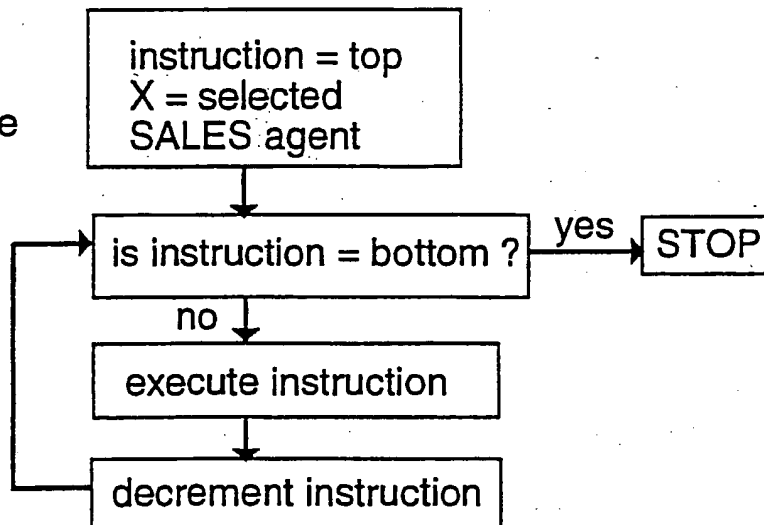 instruction = top
X = selected
SALES agent
e
is instruction = bottom ?
yes
STOP
no
execute instruction
decrement instruction